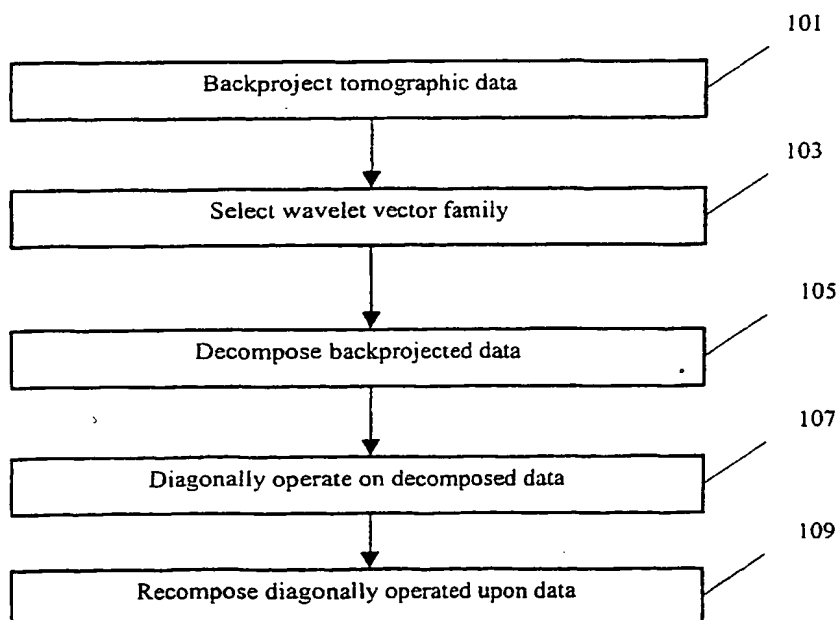 101
Backproject tomographic data
103
Select wavelet vector family
105
Decompose backprojected data
107
Diagonally operate on decomposed data
109
Recompose diagonally operated upon data